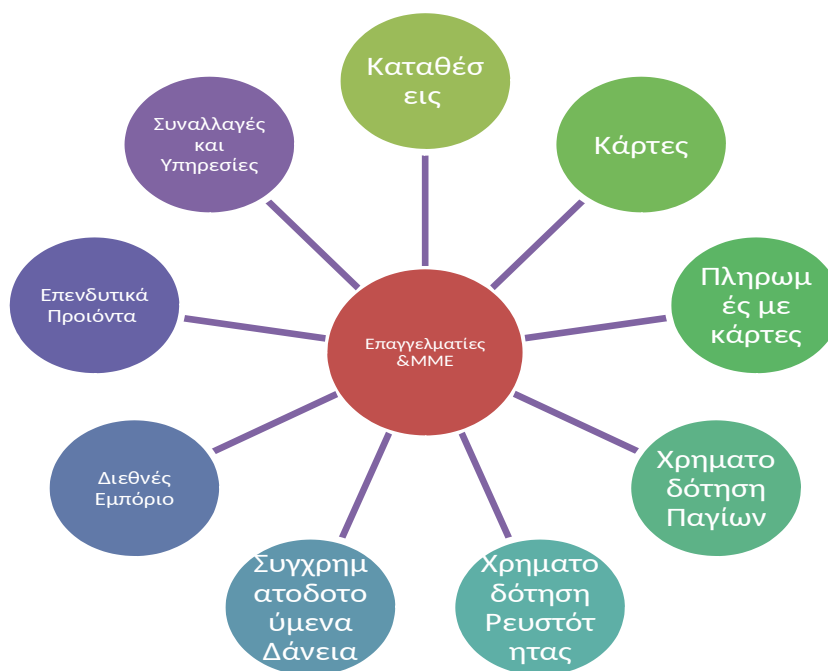 Καταθέσ
εις
Κάρτες
Πληρωμ
ές με
κάρτες
Χρηματο
δότηση
Παγίων
Χρηματο
δότηση
Ρευστότ
ητας
Συγχρημ
ατοδοτο
ύμενα
Δάνεια
Διεθνές
Εμπόριο
Επενδυτικά
Προιόντα
Συναλλαγές
και
Υπηρεσίες
Επαγγελματίες
&ΜΜΕ